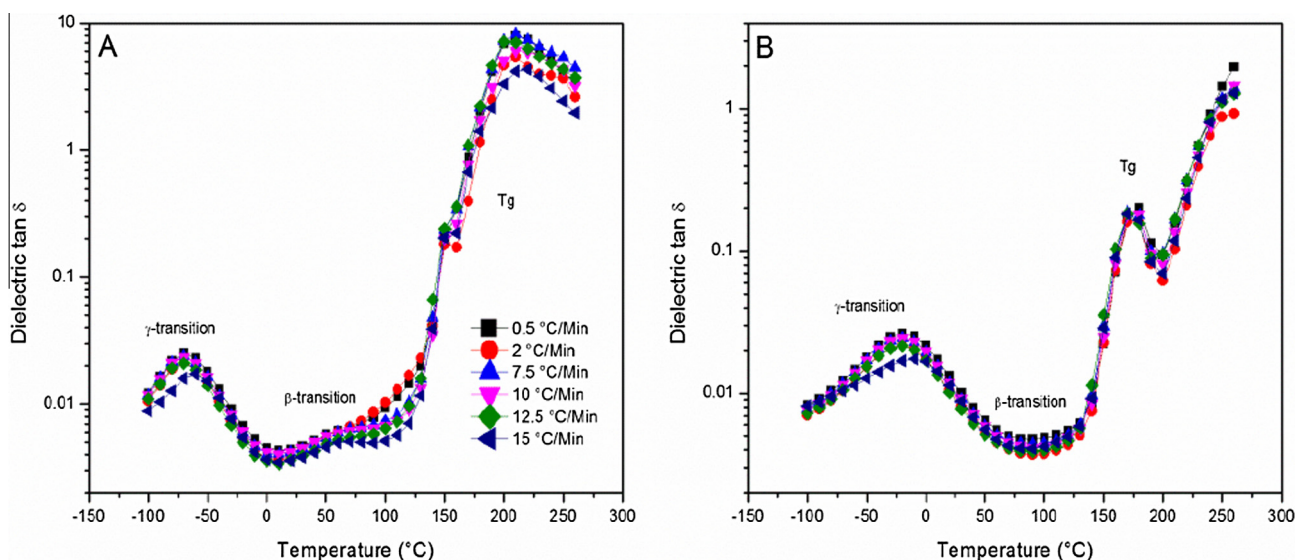 A
10
1
0.1
0.01
Dielectric tan δ
γ-transition
β-transition
Tg
0.5 °C/Min
2 °C/Min
7.5 °C/Min
10 °C/Min
12.5 °C/Min
15 °C/Min
-150 -100 -50 0 50 100 150 200 250 300
Temperature (°C)
B
1
0.1
0.01
Dielectric tan δ
γ-transition
β-transition
Tg
-150 -100 -50 0 50 100 150 200 250 300
Temperature (°C)